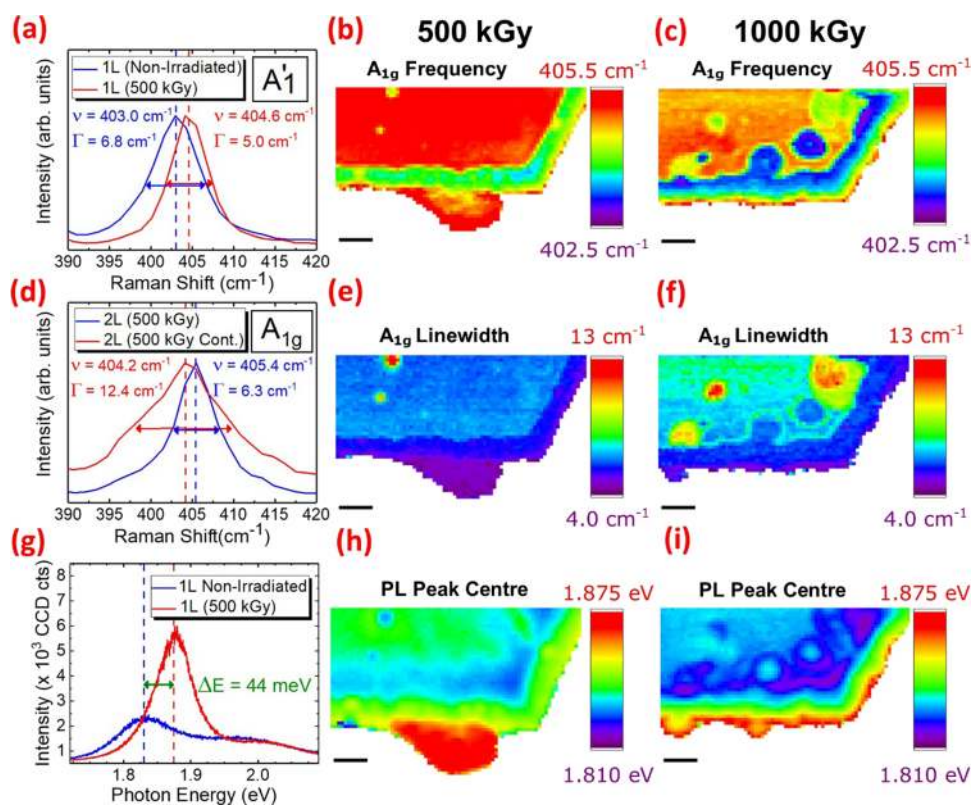 (a)
1L (Non-Irradiated)
1L (500 kGy)
A'1
ν = 403.0 cm-1
Γ = 6.8 cm-1
ν = 404.6 cm-1
Γ = 5.0 cm-1
Intensity (arb. units)
390 395 400 405 410 415 420
Raman Shift (cm-1)
(b)
500 kGy
A1g Frequency
405.5 cm-1
402.5 cm-1
(c)
1000 kGy
A1g Frequency
405.5 cm-1
402.5 cm-1
(d)
2L (500 kGy)
2L (500 kGy Cont.)
A1g
ν = 404.2 cm-1
Γ = 12.4 cm-1
ν = 405.4 cm-1
Γ = 6.3 cm-1
Intensity (arb. units)
390 395 400 405 410 415 420
Raman Shift(cm-1)
(e)
A1g Linewidth
13 cm-1
4.0 cm-1
(f)
A1g Linewidth
13 cm-1
4.0 cm-1
(g)
1L Non-Irradiated
1L (500 kGy)
ΔE = 44 meV
Intensity (x 10³ CCD cts)
8
7
6
5
4
3
2
1
1.8 1.9 2.0
Photon Energy (eV)
(h)
PL Peak Centre
1.875 eV
1.810 eV
(i)
PL Peak Centre
1.875 eV
1.810 eV